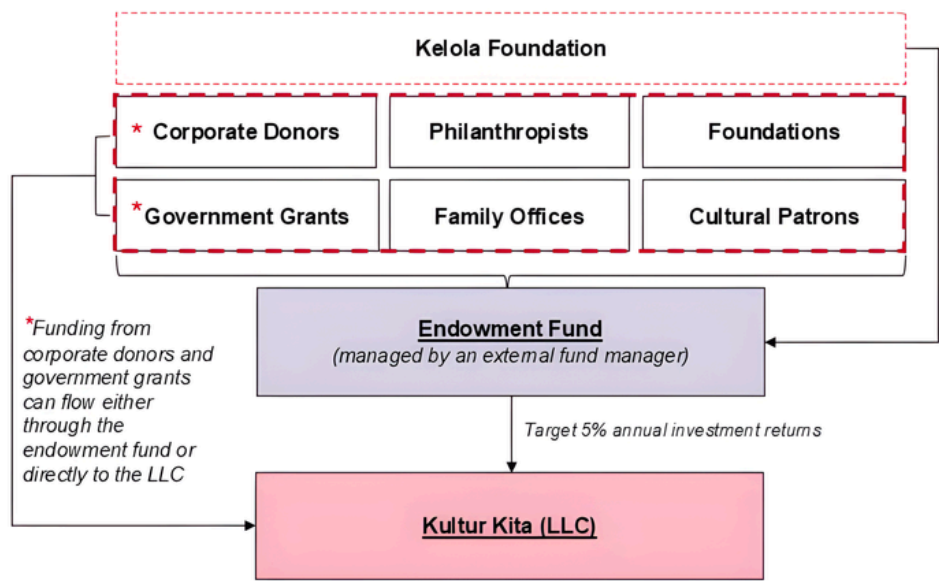 Kelola Foundation
* Corporate Donors
Philanthropists
Foundations
*Government Grants
Family Offices
Cultural Patrons
Endowment Fund
(managed by an external fund manager)
*Funding from
corporate donors and
government grants
can flow either
through the
endowment fund or
directly to the LLC
Target 5% annual investment returns
Kultur Kita (LLC)